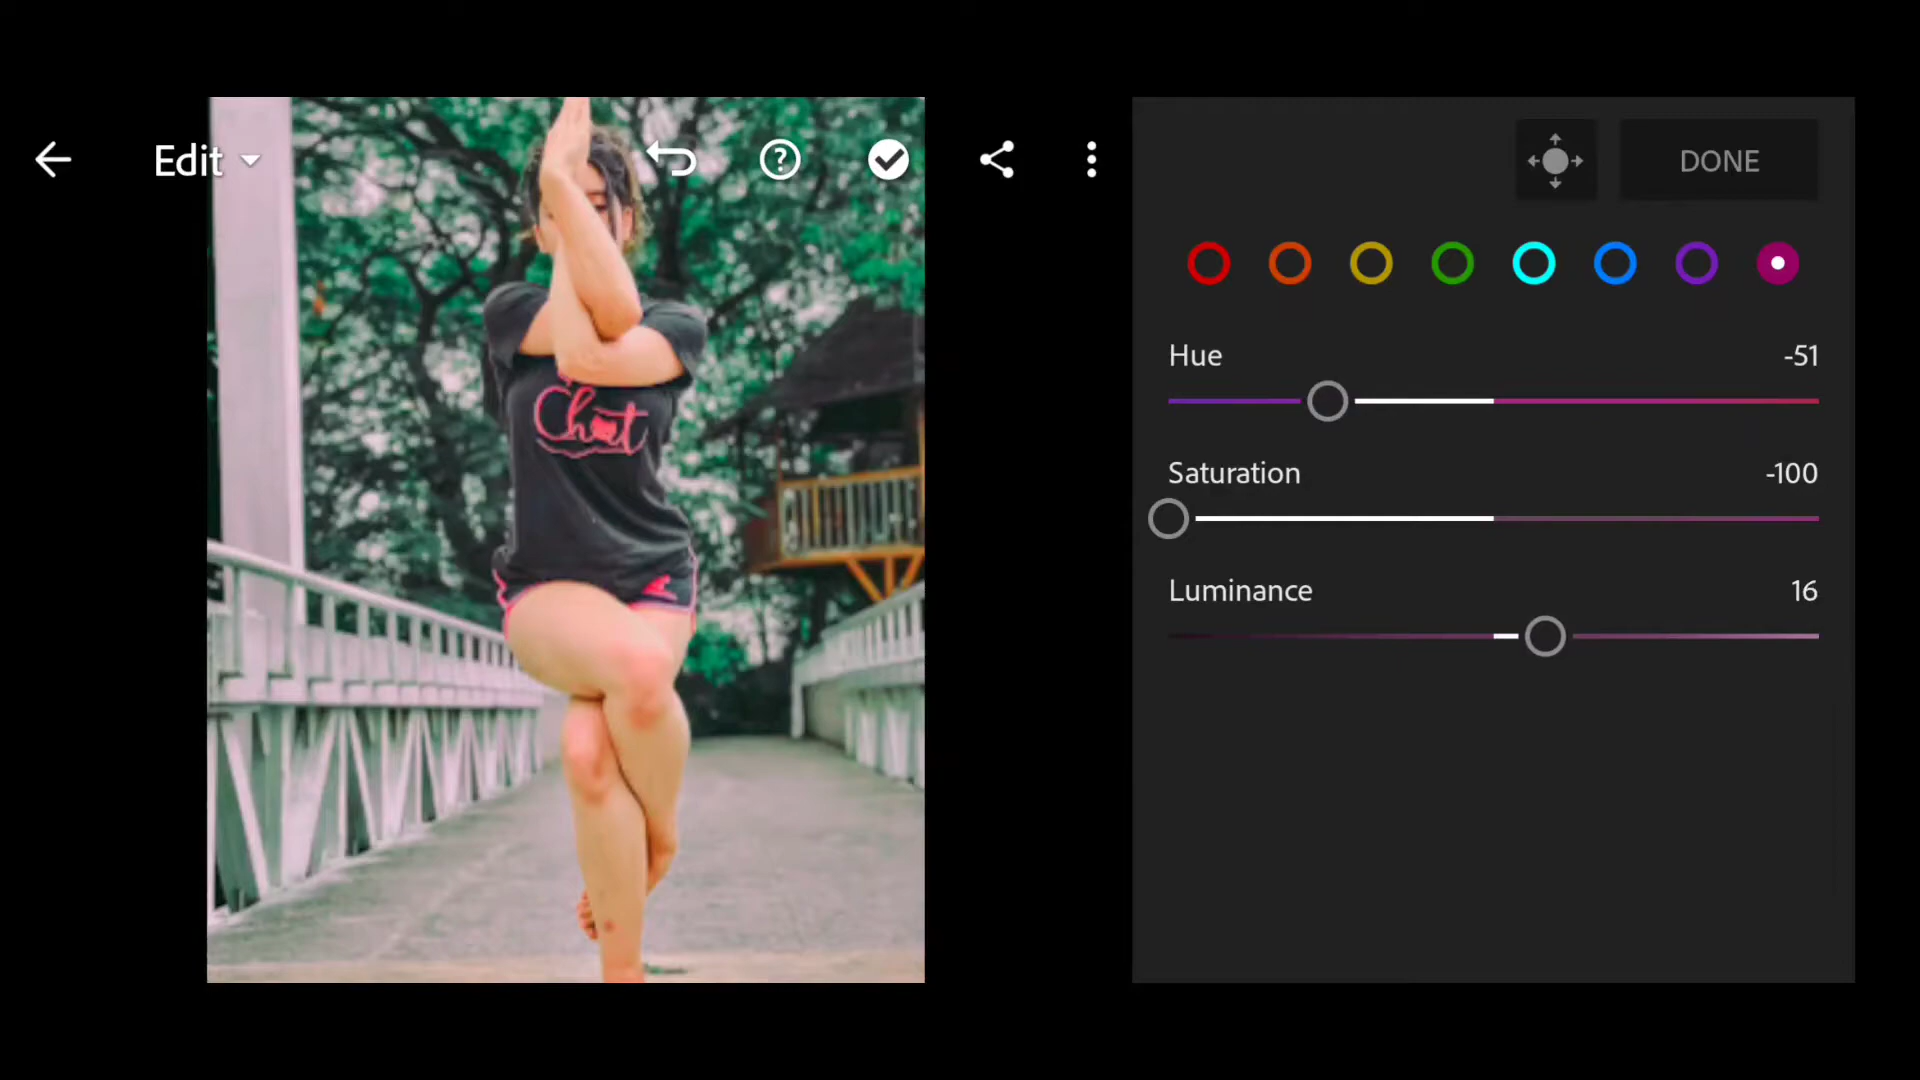 Edit
DONE
Hue -51
Saturation -100
Luminance 16